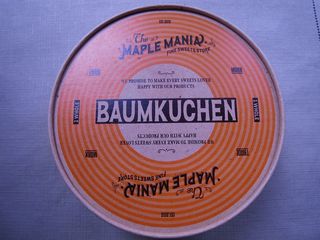 The
MAPLE MANIA
FINE SWEETS STORE
WE PROMISE TO MAKE EVERY SWEETS LOVER
HAPPY WITH OUR PRODUCTS
BAUMKUCHEN
WE PROMISE TO MAKE EVERY SWEETS LOVER
HAPPY WITH OUR PRODUCTS
The
MAPLE MANIA
FINE SWEETS STORE